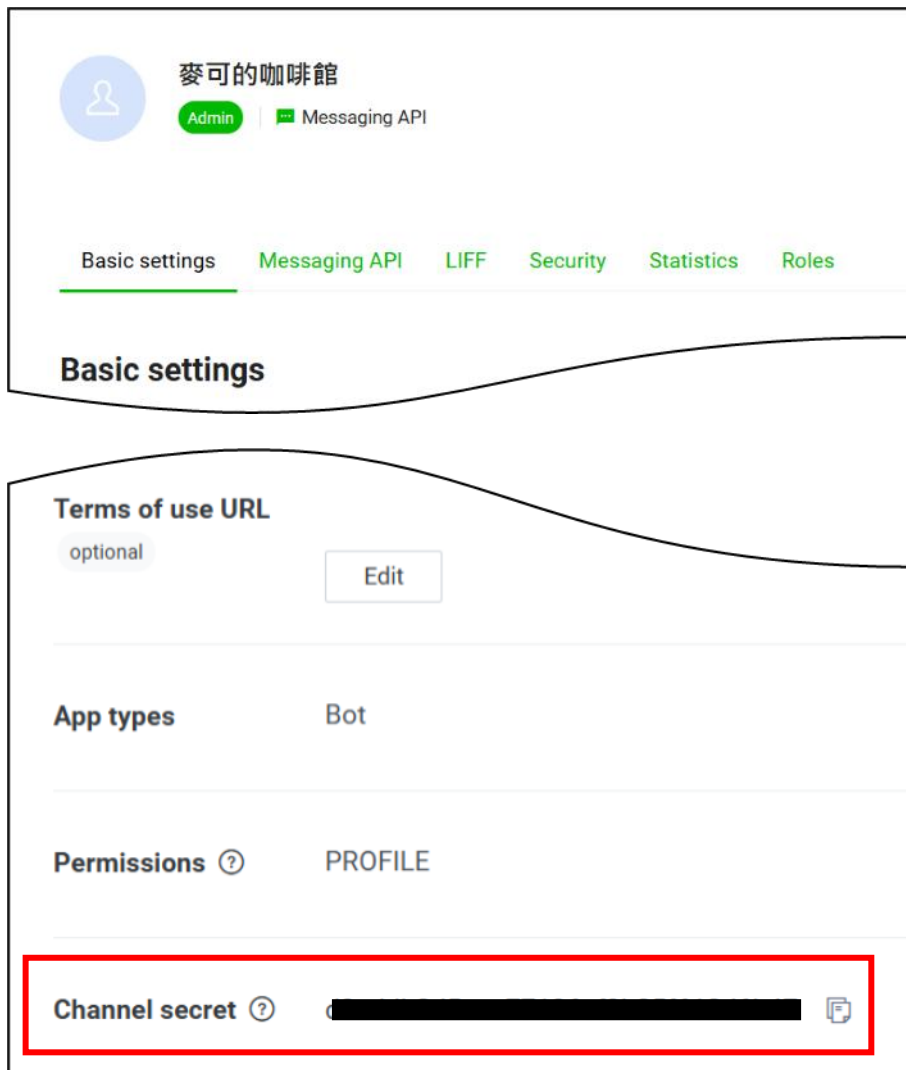 麥可的咖啡館
Admin
Messaging API
Basic settings
Messaging API
LIFF
Security
Statistics
Roles
Basic settings
Terms of use URL
optional
Edit
App types
Bot
Permissions
PROFILE
Channel secret